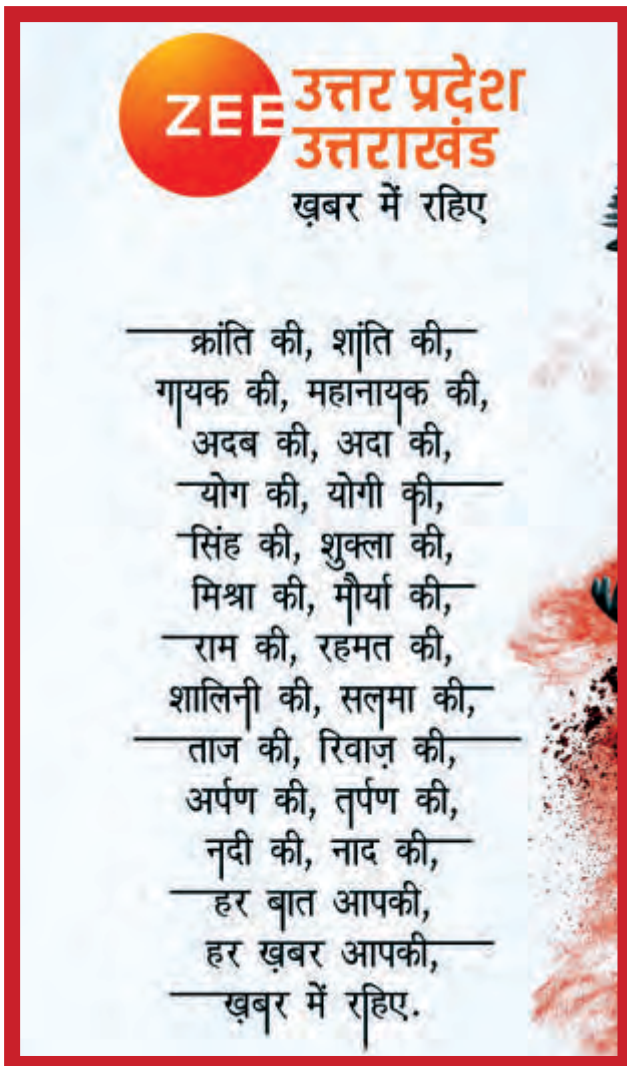 ZEE
उत्तर प्रदेश
उत्तराखंड
ख़बर में रहिए
क्रांति की, शांति की,
गायक की, महानायक की,
अदब की, अदा की,
योग की, योगी की,
सिंह की, शुक्ला की,
मिश्रा की, मौर्या की,
राम की, रहमत की,
शालिनी की, सलमा की,
ताज की, रिवाज़ की,
अर्पण की, तर्पण की,
नदी की, नाद की,
हर बात आपकी,
हर ख़बर आपकी,
ख़बर में रहिए.